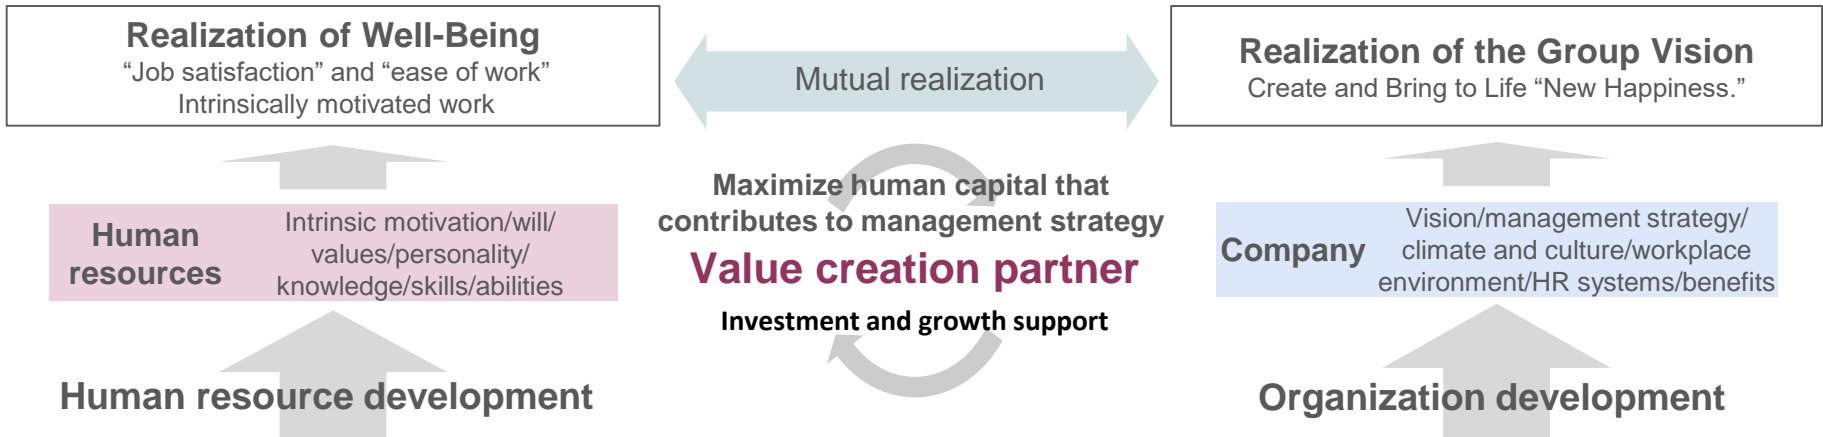 Realization of Well-Being
“Job satisfaction” and “ease of work”
Intrinsically motivated work
Mutual realization
Realization of the Group Vision
Create and Bring to Life “New Happiness.”
Human
resources
Intrinsic motivation/will/
values/personality/
knowledge/skills/abilities
Maximize human capital that
contributes to management strategy
Value creation partner
Investment and growth support
Company
Vision/management strategy/
climate and culture/workplace
environment/HR systems/benefits
Human resource development
Organization development